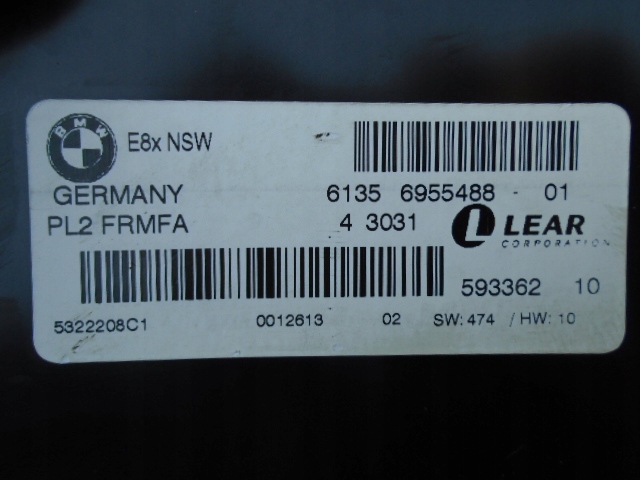 BMW
E8x NSW
GERMANY 6135 6955488 - 01
PL2 FRMFA 4 3031 L LEAR
CORPORATION
593362 10
5322208C1 0012613 02 SW: 474 / HW: 10